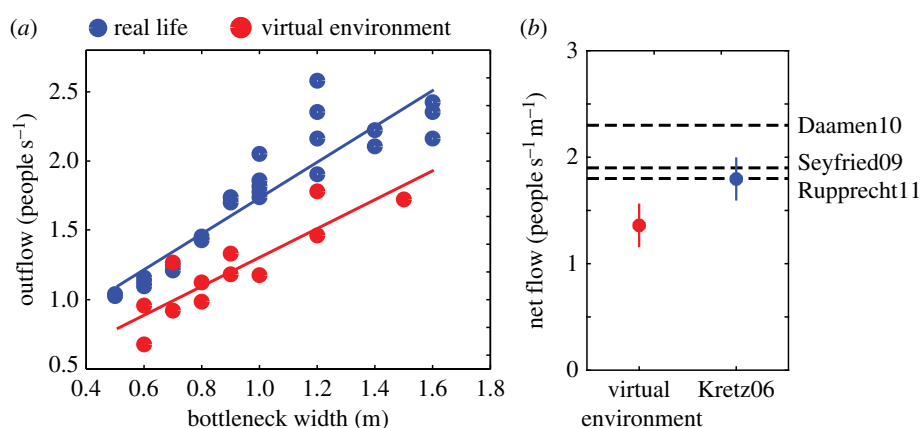 (a)
real life
virtual environment
outflow (people s⁻¹)
2.5
2.0
1.5
1.0
0.5
0.4 0.6 0.8 1.0 1.2 1.4 1.6 1.8
bottleneck width (m)
(b)
net flow (people s⁻¹ m⁻¹)
3
2
1
0
Daamen10
Seyfried09
Rupprecht11
virtual environment
Kretz06